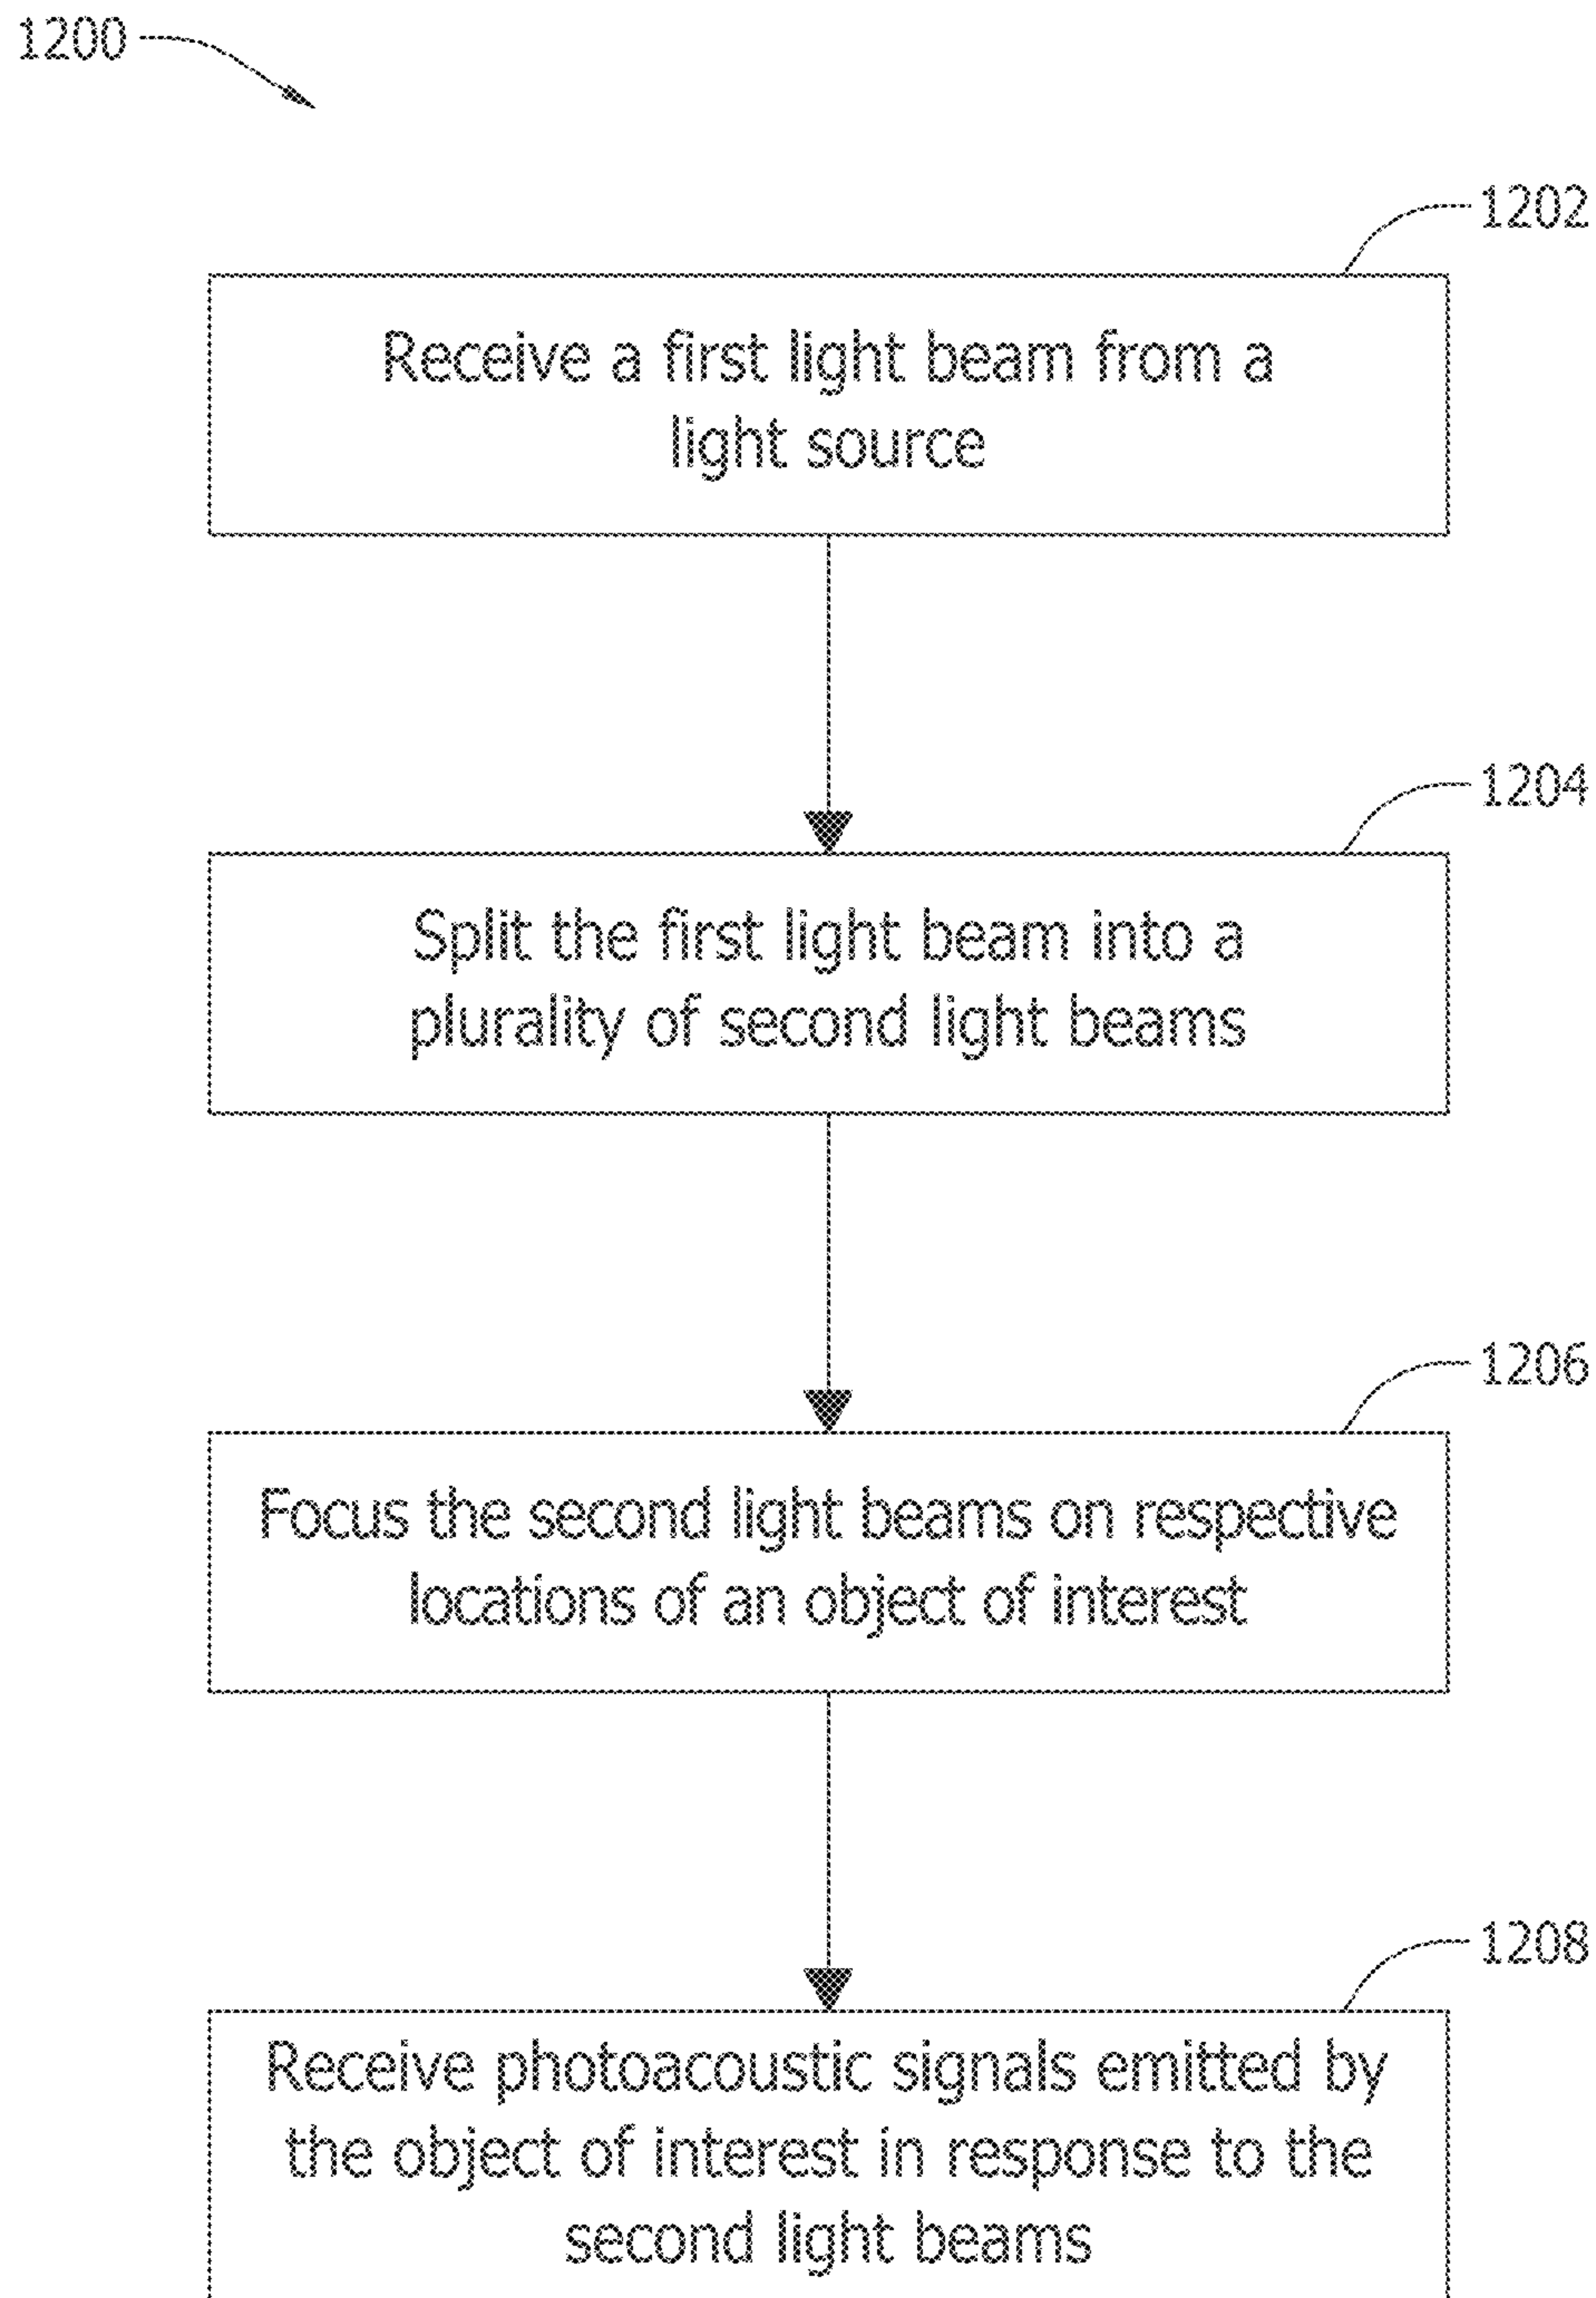 1200
1202
Receive a first light beam from a
light source
1204
Split the first light beam into a
plurality of second light beams
1206
Focus the second light beams on respective
locations of an object of interest
1208
Receive photoacoustic signals emitted by
the object of interest in response to the
second light beams